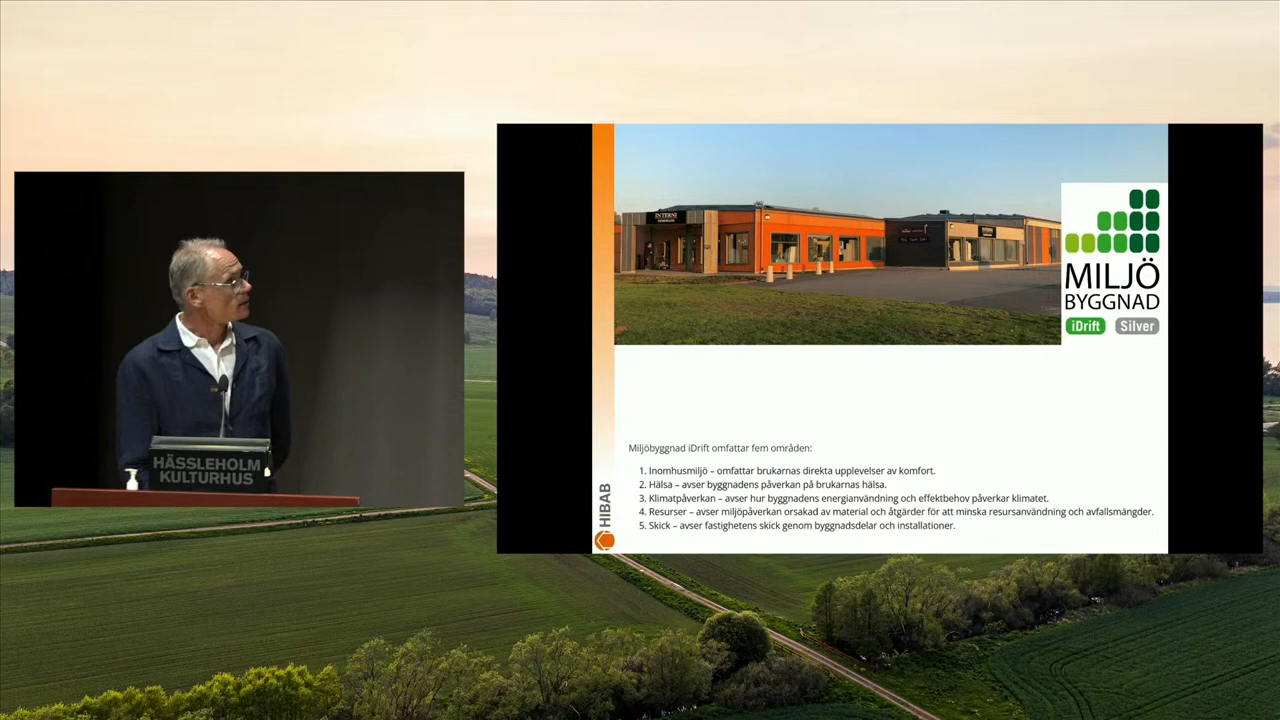 HÄSSLEHOLM
KULTURHUS
INTERNI
MILJÖ
BYGGNAD
iDrift Silver
Miljöbyggnad iDrift omfattar fem områden:
1. Inomhusmiljö – omfattar brukarnas direkta upplevelser av komfort.
2. Hälsa – avser byggnadens påverkan på brukarnas hälsa.
3. Klimatpåverkan – avser hur byggnadens energianvändning och effektbehov påverkar klimatet.
4. Resurser – avser miljöpåverkan orsakad av material och åtgärder för att minska resursanvändning och avfallsmängder.
5. Skick – avser fastighetens skick genom byggnadsdelar och installationer.
HIBAB